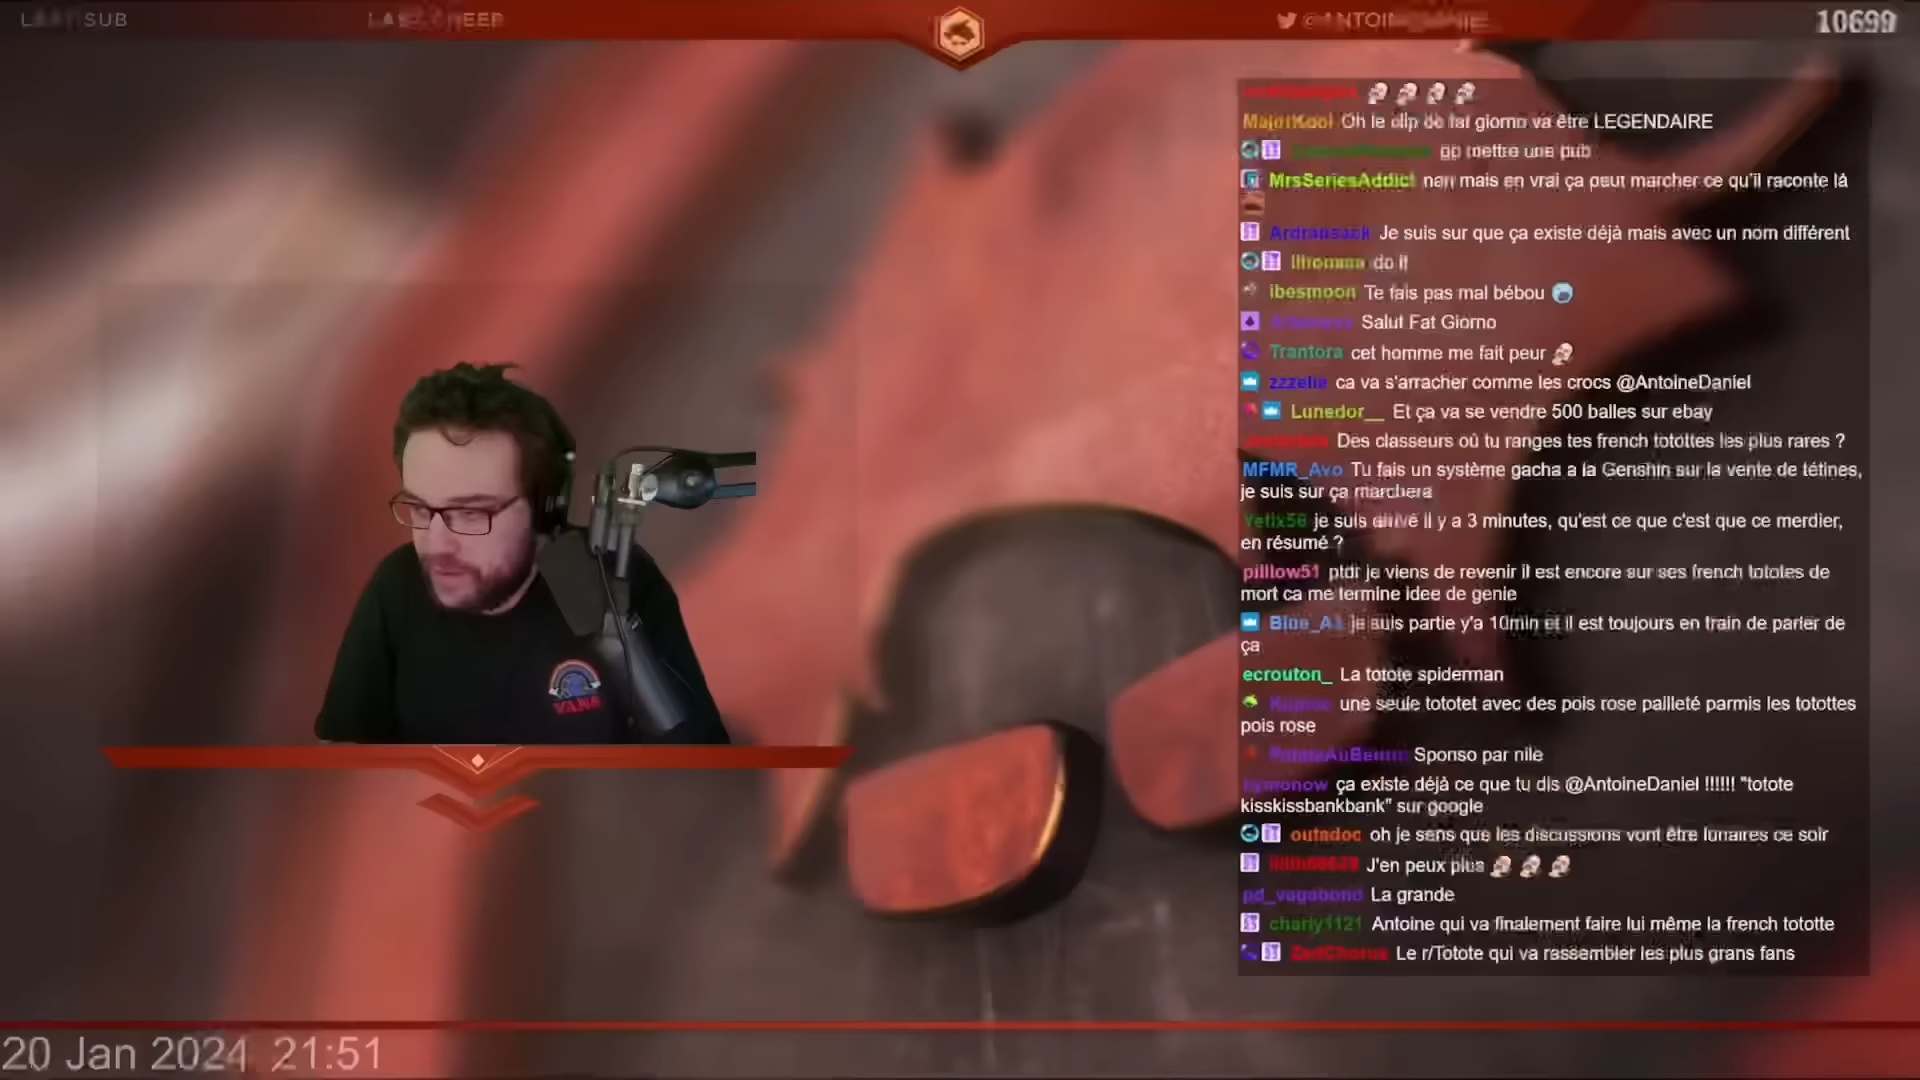 10699
MajorKool Oh le clip de fat giorno va être LEGENDAIRE
gg mettre une pub
MrsSeriesAddict nan mais en vrai ça peut marcher ce qu'il raconte là
Je suis sur que ça existe déjà mais avec un nom différent
do it
ibesmoon Te fais pas mal bébou
Salut Fat Giorno
Trantora cet homme me fait peur
zzzelie ca va s'arracher comme les crocs @AntoineDaniel
Lunedor__ Et ça va se vendre 500 balles sur ebay
Des classeurs où tu ranges tes french totottes les plus rares ?
MFMR_Avo Tu fais un système gacha a la Genshin sur la vente de tétines,
je suis sur ça marchera
Yetix56 je suis arrivé il y a 3 minutes, qu'est ce que c'est que ce merdier,
en résumé ?
pilllow51 ptdr je viens de revenir il est encore sur ses french tototes de
mort ca me termine idee de genie
je suis partie y'a 10min et il est toujours en train de parler de
ça
ecrouton_ La totote spiderman
une seule tototet avec des pois rose pailleté parmis les totottes
pois rose
Sponso par nile
ça existe déjà ce que tu dis @AntoineDaniel !!!!!! "totote
kisskissbankbank" sur google
outadoc oh je sens que les discussions vont être lunaires ce soir
J'en peux plus
pd_vagabond La grande
charly1121 Antoine qui va finalement faire lui même la french tototte
ZedChorus Le r/Totote qui va rassembler les plus grans fans
VANS
20 Jan 2024 21:51